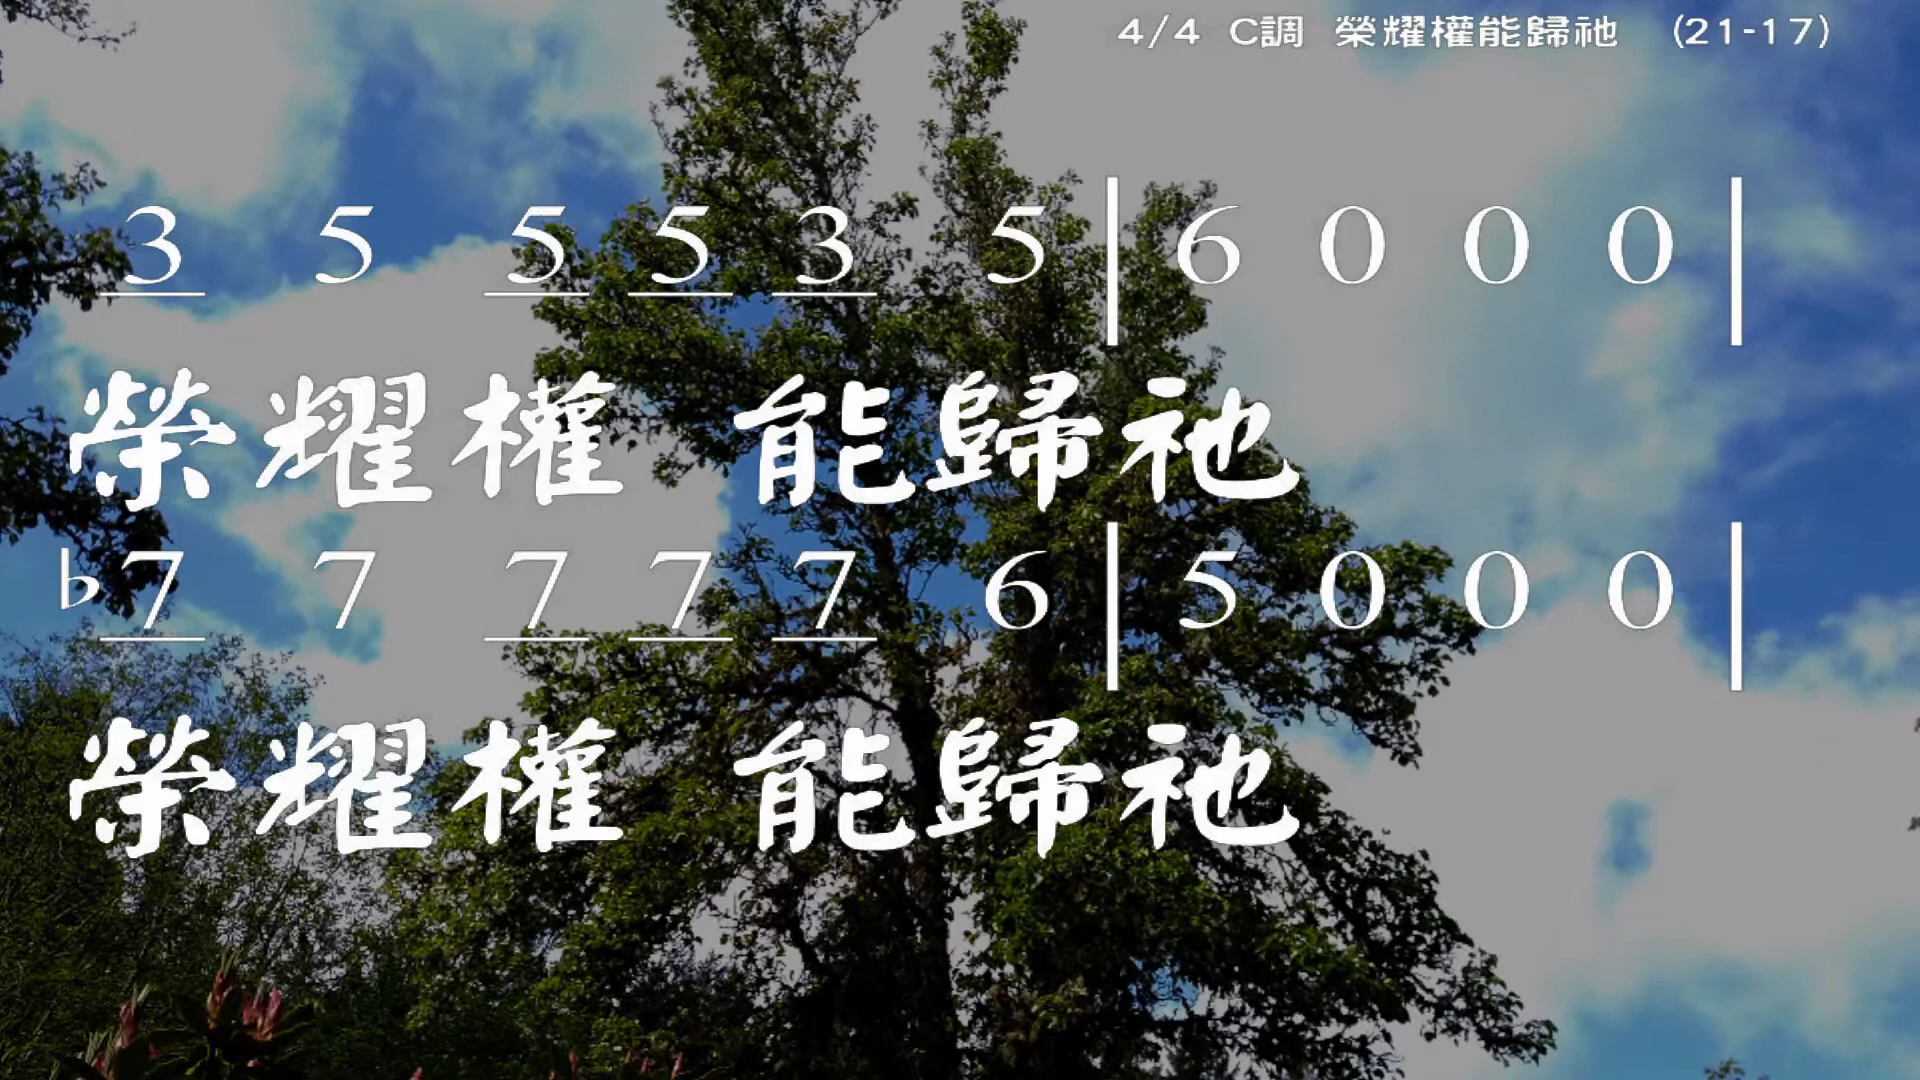 4/4 C調 榮耀權能歸祂 (21-17)
3 5 5 5 3 5 | 6 0 0 0 |
榮耀權 能歸祂
♭7 7 7 7 7 6 | 5 0 0 0 |
榮耀權 能歸祂